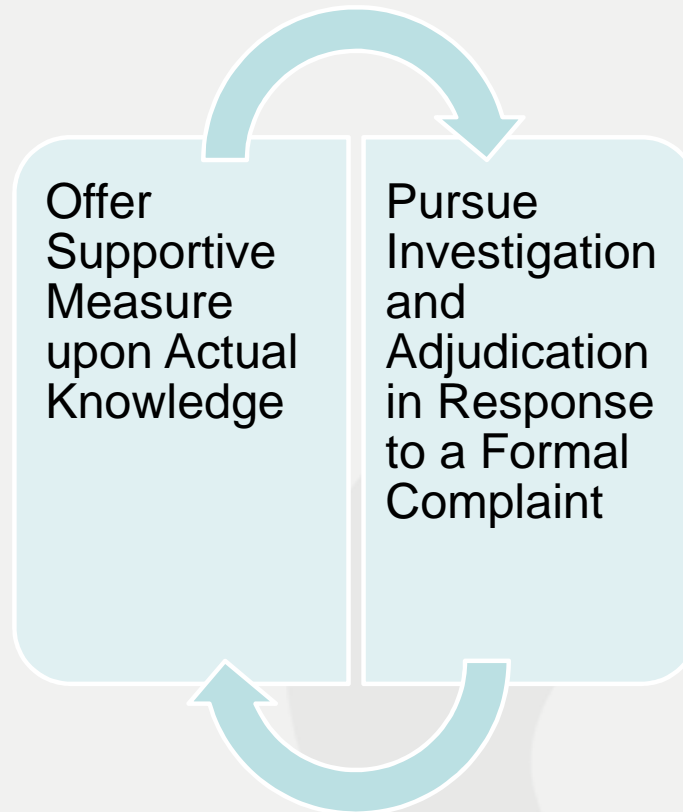 Offer
Supportive
Measure
upon Actual
Knowledge
Pursue
Investigation
and
Adjudication
in Response
to a Formal
Complaint